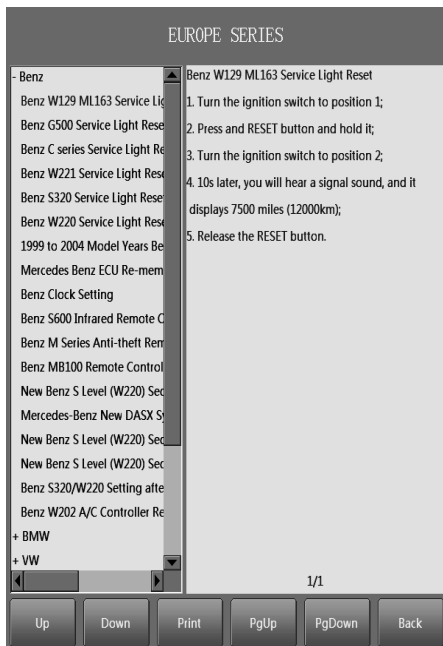 EUROPE SERIES
- Benz
Benz W129 ML163 Service Lig
Benz G500 Service Light Rese
Benz C series Service Light Re
Benz W221 Service Light Rese
Benz S320 Service Light Reset
Benz W220 Service Light Rese
1999 to 2004 Model Years Be
Mercedes Benz ECU Re-mem
Benz Clock Setting
Benz S600 Infrared Remote C
Benz M Series Anti-theft Rem
Benz MB100 Remote Control
New Benz S Level (W220) Sec
Mercedes-Benz New DASX Sy
New Benz S Level (W220) Sec
New Benz S Level (W220) Sec
Benz S320/W220 Setting afte
Benz W202 A/C Controller Re
+ BMW
+ VW
Benz W129 ML163 Service Light Reset
1. Turn the ignition switch to position 1;
2. Press and RESET button and hold it;
3. Turn the ignition switch to position 2;
4. 10s later, you will hear a signal sound, and it
displays 7500 miles (12000km);
5. Release the RESET button.
1/1
Up Down Print PgUp PgDown Back